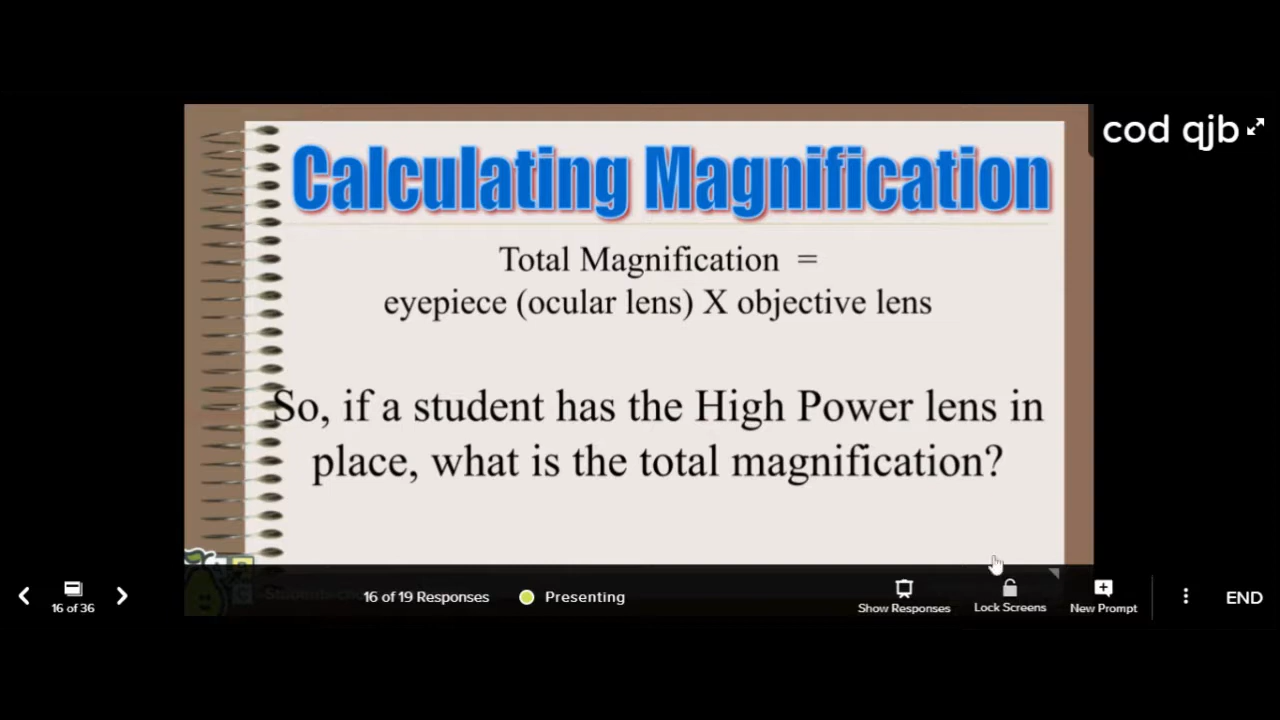 cod qjb
Calculating Magnification
Total Magnification =
eyepiece (ocular lens) X objective lens
So, if a student has the High Power lens in
place, what is the total magnification?
16 of 36
16 of 19 Responses
Presenting
Show Responses
Lock Screens
New Prompt
END